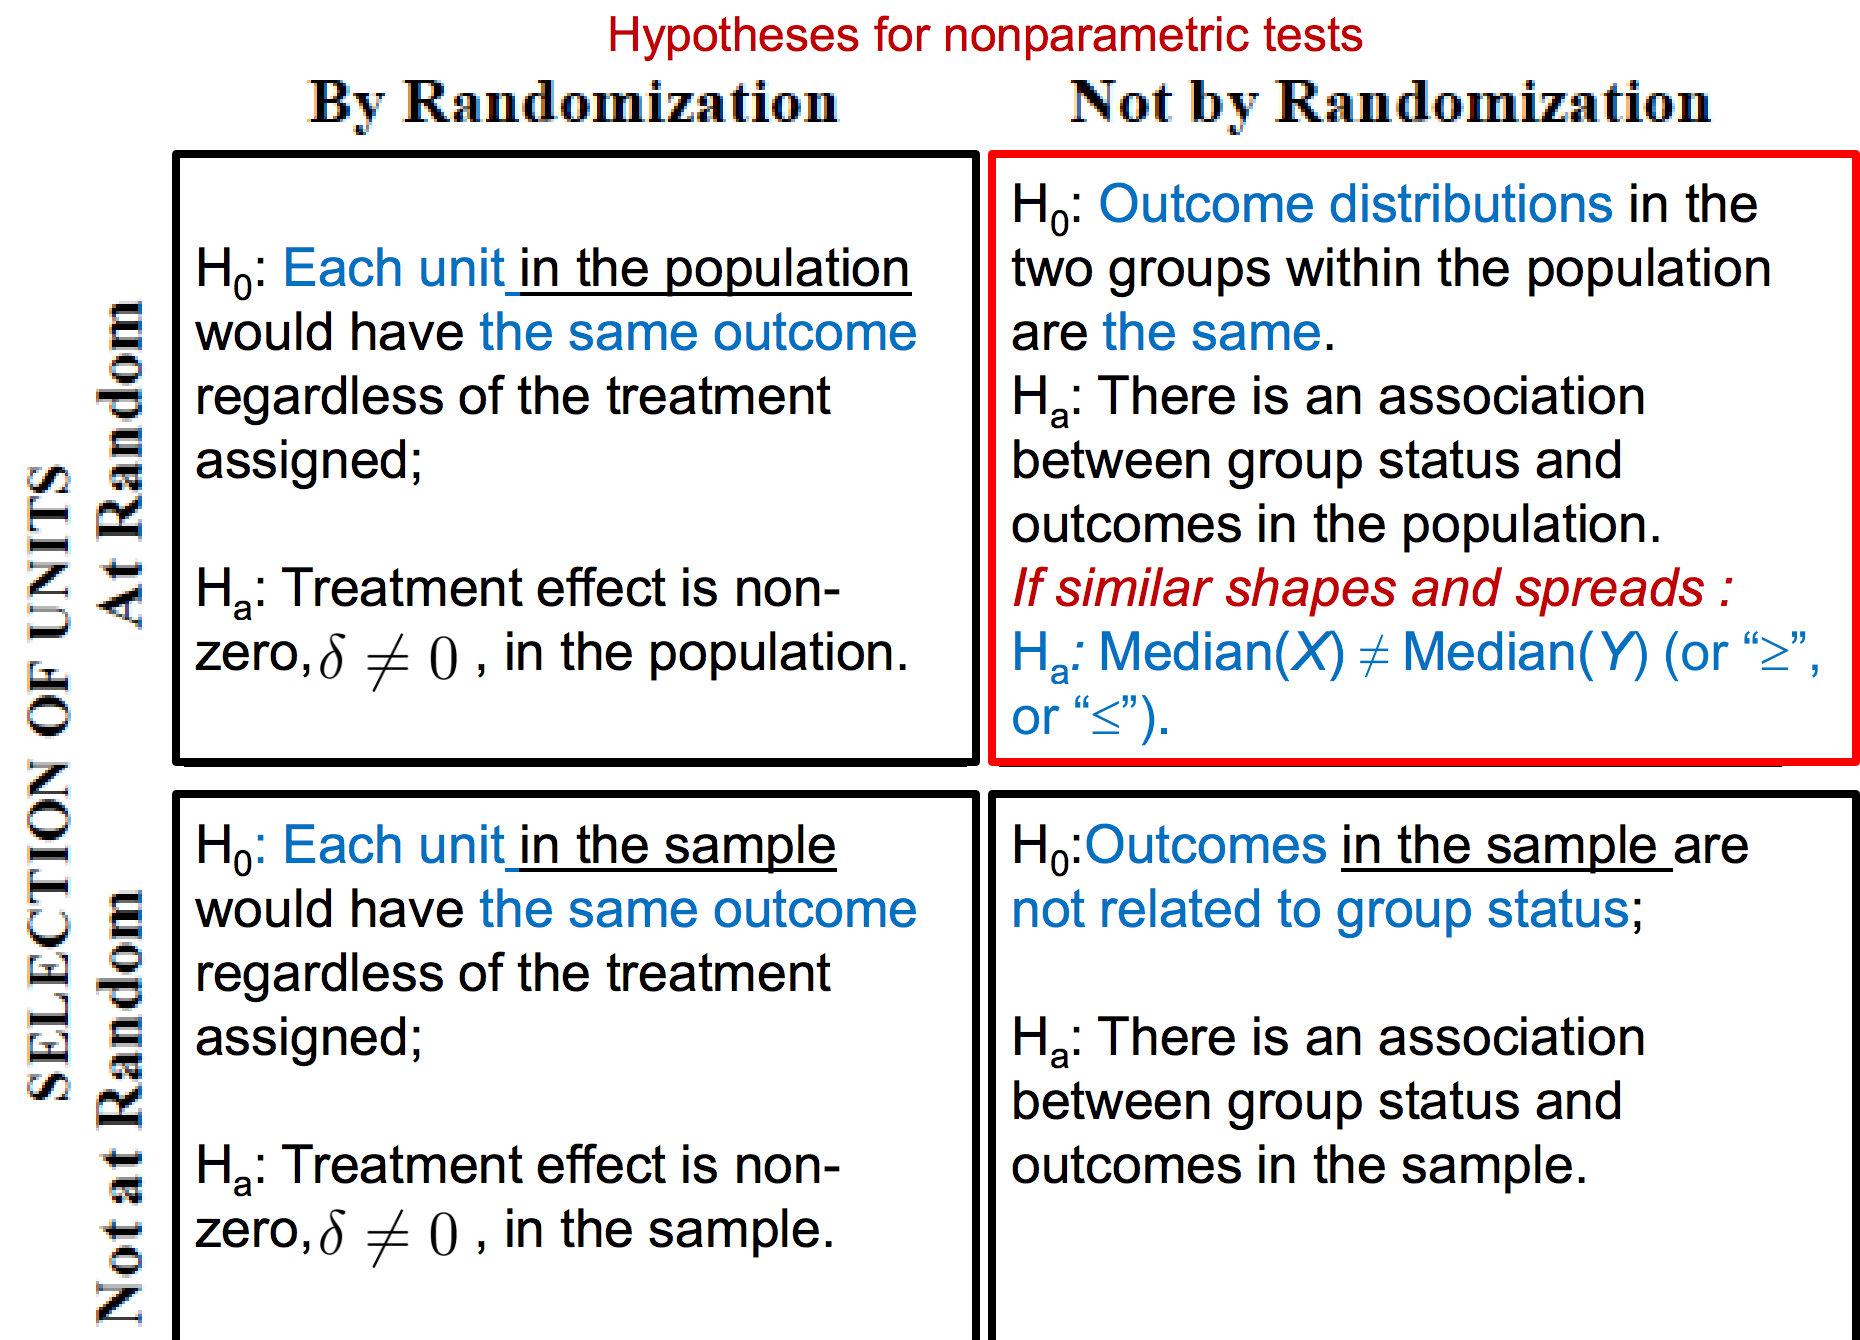 Hypotheses for nonparametric tests
By Randomization
Not by Randomization
SELECTION OF UNITS
At Random
H0: Each unit in the population
would have the same outcome
regardless of the treatment
assigned;
Ha: Treatment effect is non-
zero, δ ≠ 0 , in the population.
H0: Outcome distributions in the
two groups within the population
are the same.
Ha: There is an association
between group status and
outcomes in the population.
If similar shapes and spreads :
Ha: Median(X) ≠ Median(Y) (or “≥”,
or “≤”).
Not at Random
H0: Each unit in the sample
would have the same outcome
regardless of the treatment
assigned;
Ha: Treatment effect is non-
zero, δ ≠ 0 , in the sample.
H0:Outcomes in the sample are
not related to group status;
Ha: There is an association
between group status and
outcomes in the sample.